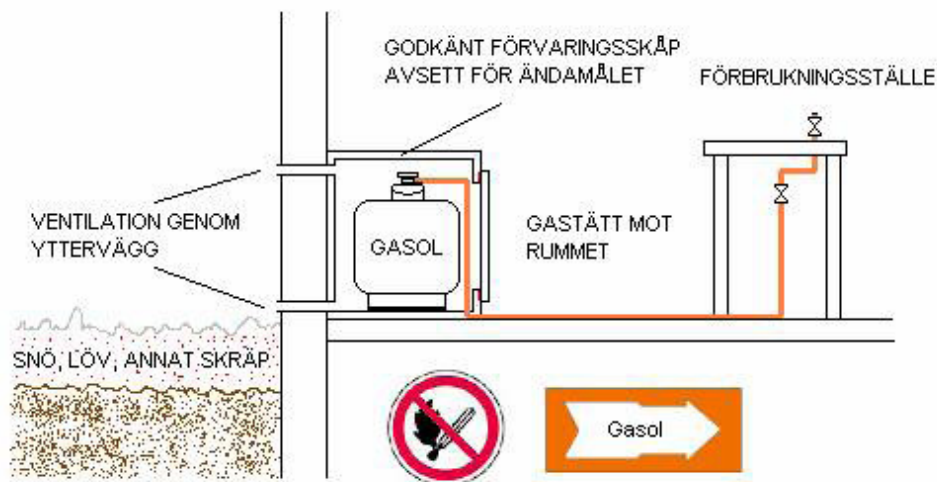 GODKÄNT FÖRVARINGSSKÅP
AVSETT FÖR ÄNDAMÅLET
FÖRBRUKNINGSSTÄLLE
VENTILATION GENOM
YTTERVÄGG
GASOL
GASTÄTT MOT
RUMMET
SNÖ, LÖV, ANNAT SKRÄP
Gasol